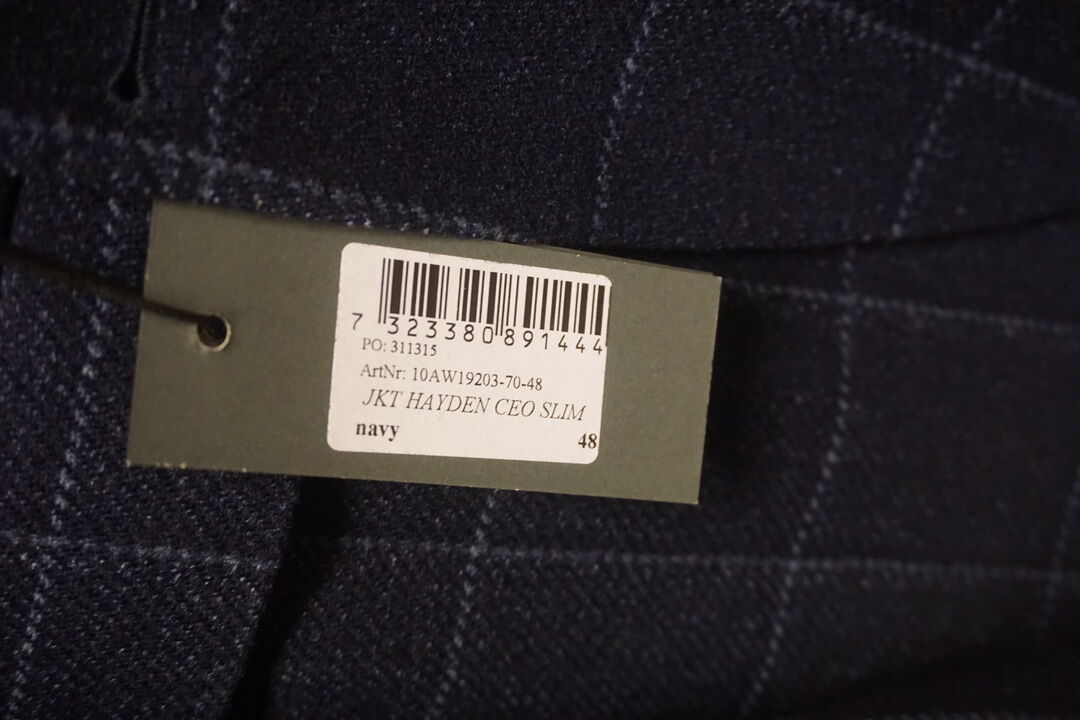 7 323380 891444
PO: 311315
ArtNr: 10AW19203-70-48
JKT HAYDEN CEO SLIM
navy 48